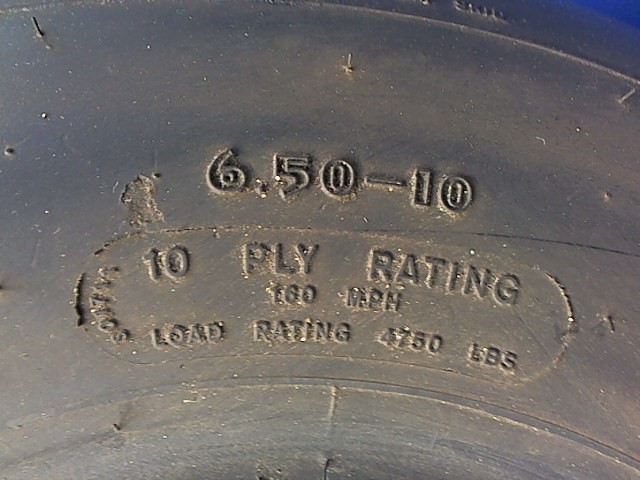 6.50-10
10 PLY RATING
160 MPH
LOAD RATING 4750 LBS